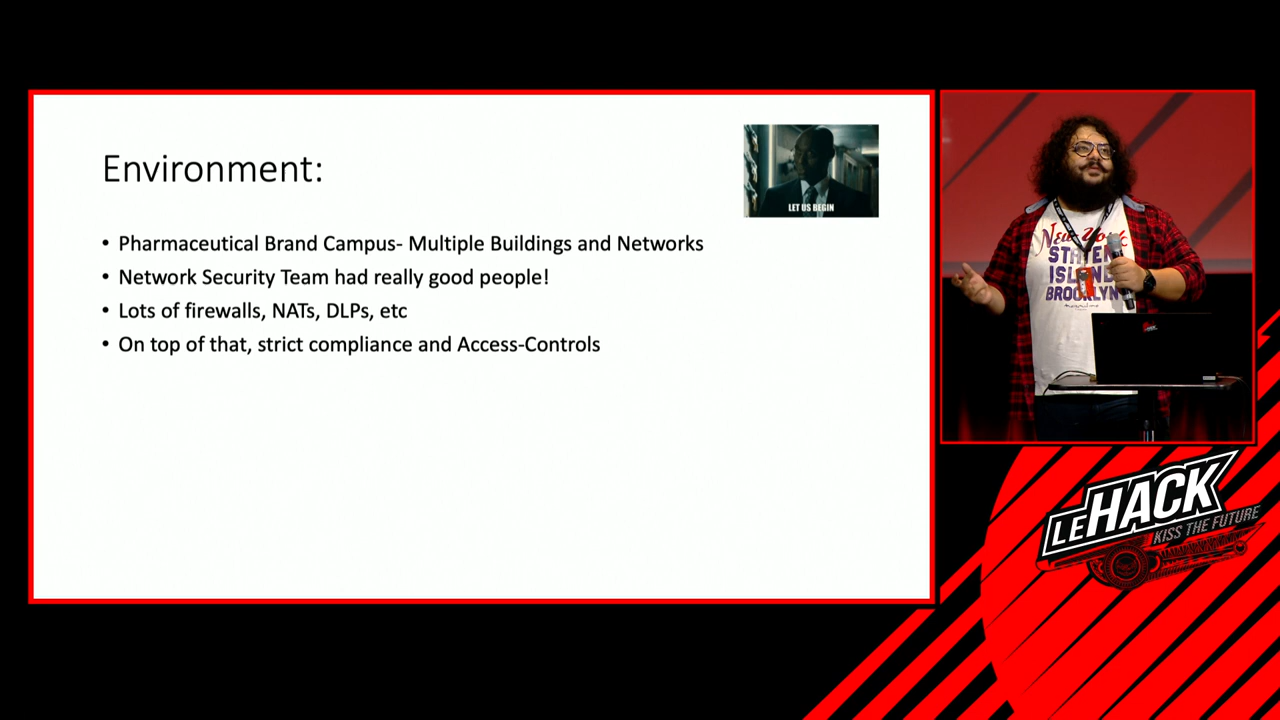 Environment:
LET US BEGIN
• Pharmaceutical Brand Campus- Multiple Buildings and Networks
• Network Security Team had really good people!
• Lots of firewalls, NATs, DLPs, etc
• On top of that, strict compliance and Access-Controls
New York
STATEN
ISLAND
BROOKLYN
LEHACK
KISS THE FUTURE